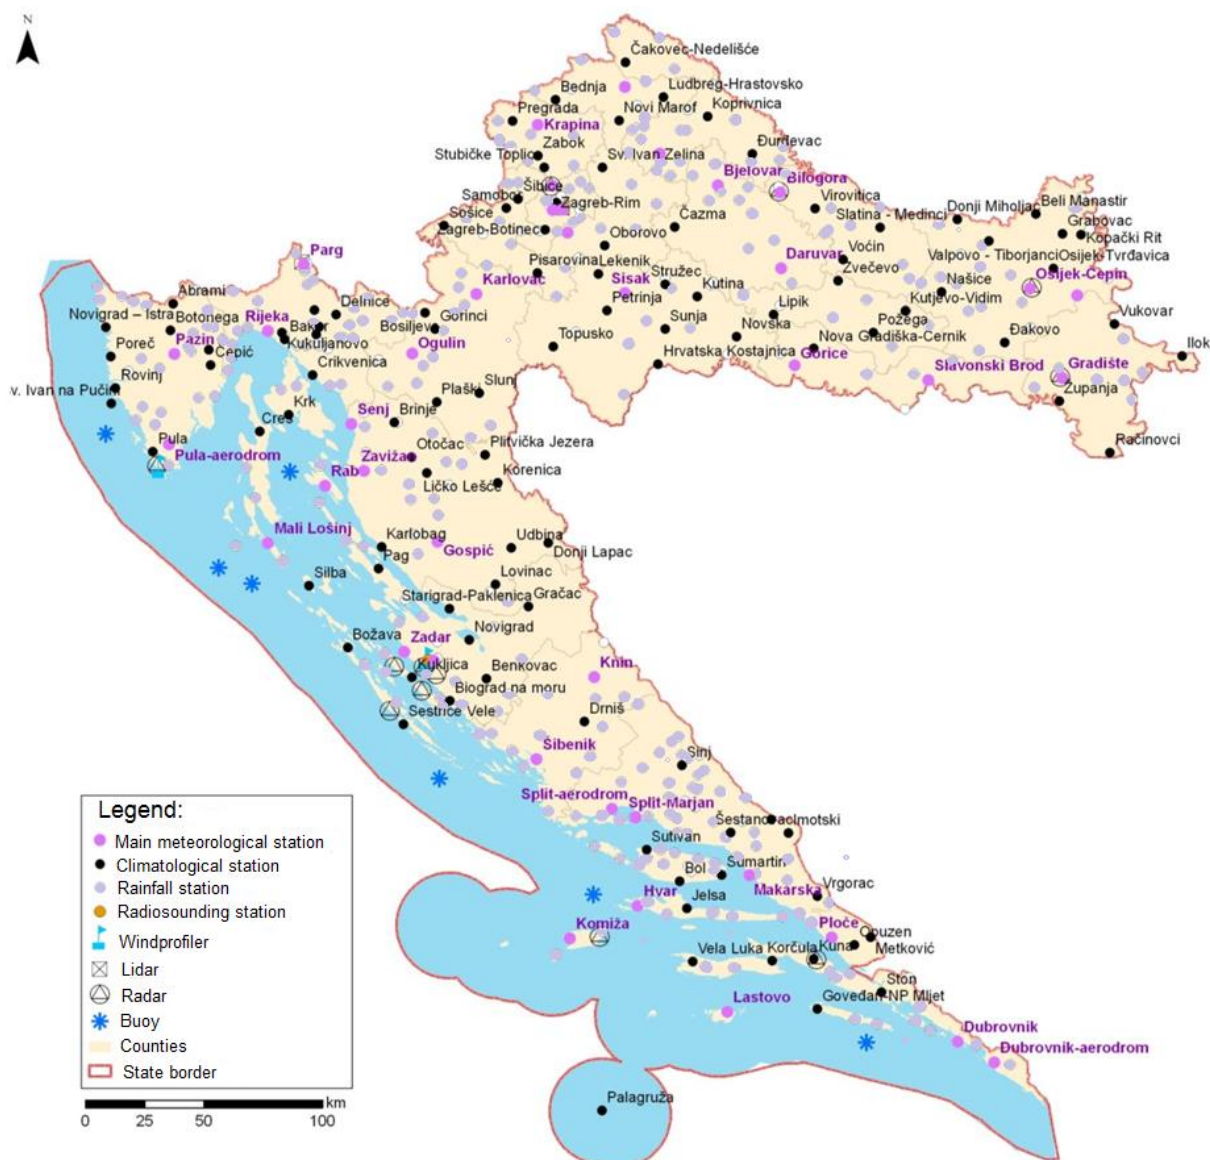 N
Čakovec-Nedelišće
Bednja
Ludbreg-Hrastovsko
Pregrada
Novi Marof
Koprivnica
Krapina
Zabok
Đurđevac
Stubičke Toplic
Sv. Ivan Zelina
Bjelovar
Bilogora
Šibice
Samobor
Zagreb-Rim
Virovitica
Donji Miholjac
Beli Manastir
Sošice
Čazma
Slatina - Medinci
Grabovac
Zagreb-Botinec
Oborovo
Kopački Rit
Parg
Daruvar
Voćin
Valpovo - Tiborjanci
Osijek-Tvrđavica
Pisarovina
Lekenik
Stružec
Zvečevo
Osijek-Čepin
Karlovac
Sisak
Kutina
Našice
Abrami
Delnice
Petrinja
Lipik
Kutjevo-Vidim
Novigrad – Istra
Botonega
Rijeka
Bakar
Bosiljevo
Gorinci
Sunja
Novska
Požega
Vukovar
Poreč
Pazin
Kukuljanovo
Topusko
Nova Gradiška-Černik
Đakovo
Čepić
Ogulin
Hrvatska Kostajnica
Gorice
Ilok
Crikvenica
Slavonski Brod
Gradište
Rovinj
v. Ivan na Pučini
Plaški
Slunj
Županja
Krk
Senj
Brinje
Cres
Pula
Otočac
Plitvička Jezera
Račinovci
Pula-aerodrom
Zavižan
Rab
Ličko Lešće
Korenica
Mali Lošinj
Karlobag
Gospić
Udbina
Donji Lapac
Pag
Silba
Lovinac
Starigrad-Paklenica
Gračac
Božava
Zadar
Novigrad
Kukljica
Benkovac
Knin
Biograd na moru
Sestrice Vele
Drniš
Šibenik
Sinj
Split-aerodrom
Split-Marjan
Šestanovac
Imotski
Sutivan
Bol
Sumartin
Hvar
Jelsa
Makarska
Vrgorac
Komiža
Ploče
Opuzen
Vela Luka
Korčula
Kuna
Metković
Ston
Lastovo
Goveđari-NP Mljet
Dubrovnik
Dubrovnik-aerodrom
Palagruža
Legend:
Main meteorological station
Climatological station
Rainfall station
Radiosounding station
Windprofiler
Lidar
Radar
Buoy
Counties
State border
km
0 25 50 100